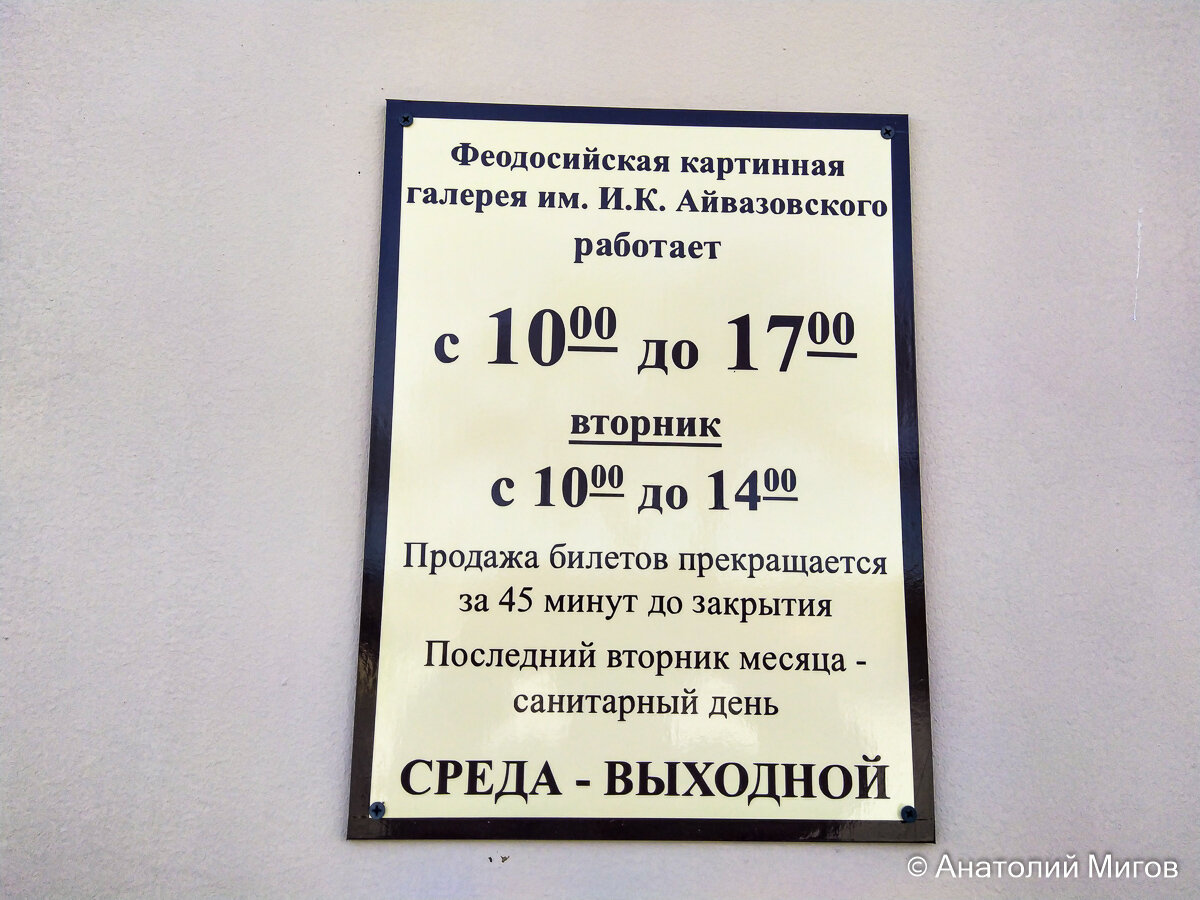 Феодосийская картинная
галерея им. И.К. Айвазовского
работает
с 10⁰⁰ до 17⁰⁰
вторник
с 10⁰⁰ до 14⁰⁰
Продажа билетов прекращается
за 45 минут до закрытия
Последний вторник месяца -
санитарный день
СРЕДА - ВЫХОДНОЙ
© Анатолий Мигов